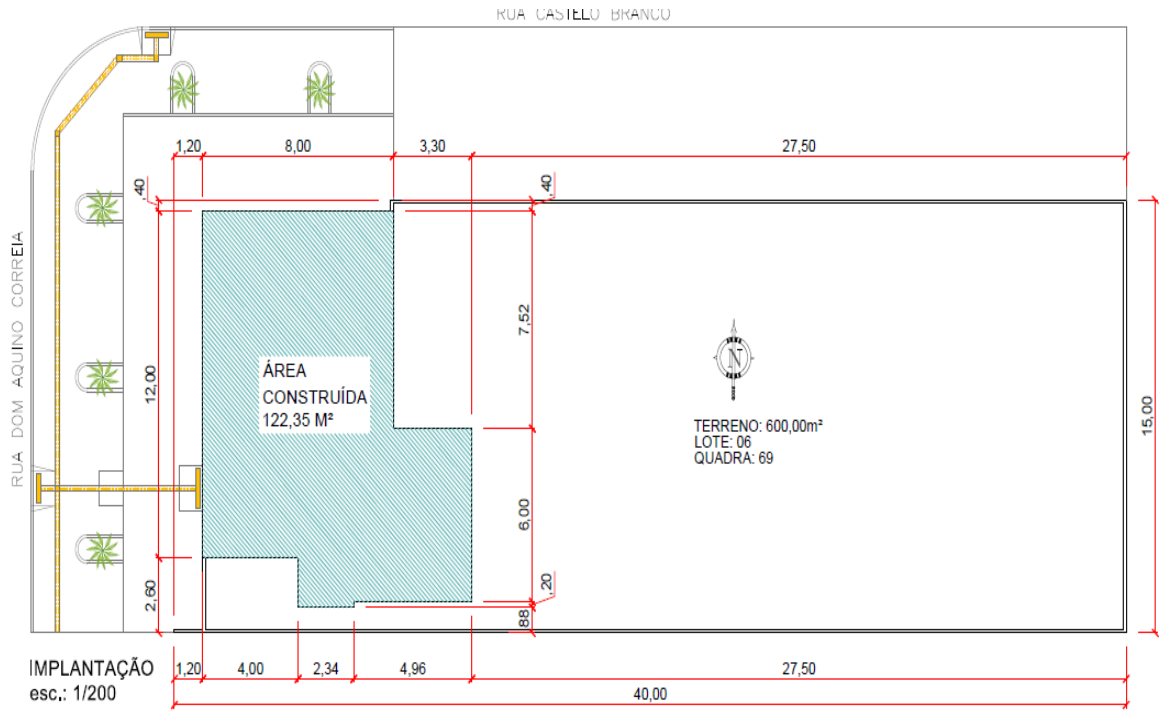 RUA CASTELO BRANCO
1,20 8,00 3,30 27,50
,40 ,40
RUA DOM AQUINO CORREIA
7,52
12,00
ÁREA
CONSTRUÍDA
122,35 M²
N
TERRENO: 600,00m²
LOTE: 06
QUADRA: 69
15,00
6,00
2,60
,20
,88
IMPLANTAÇÃO
esc.: 1/200
1,20 4,00 2,34 4,96 27,50
40,00